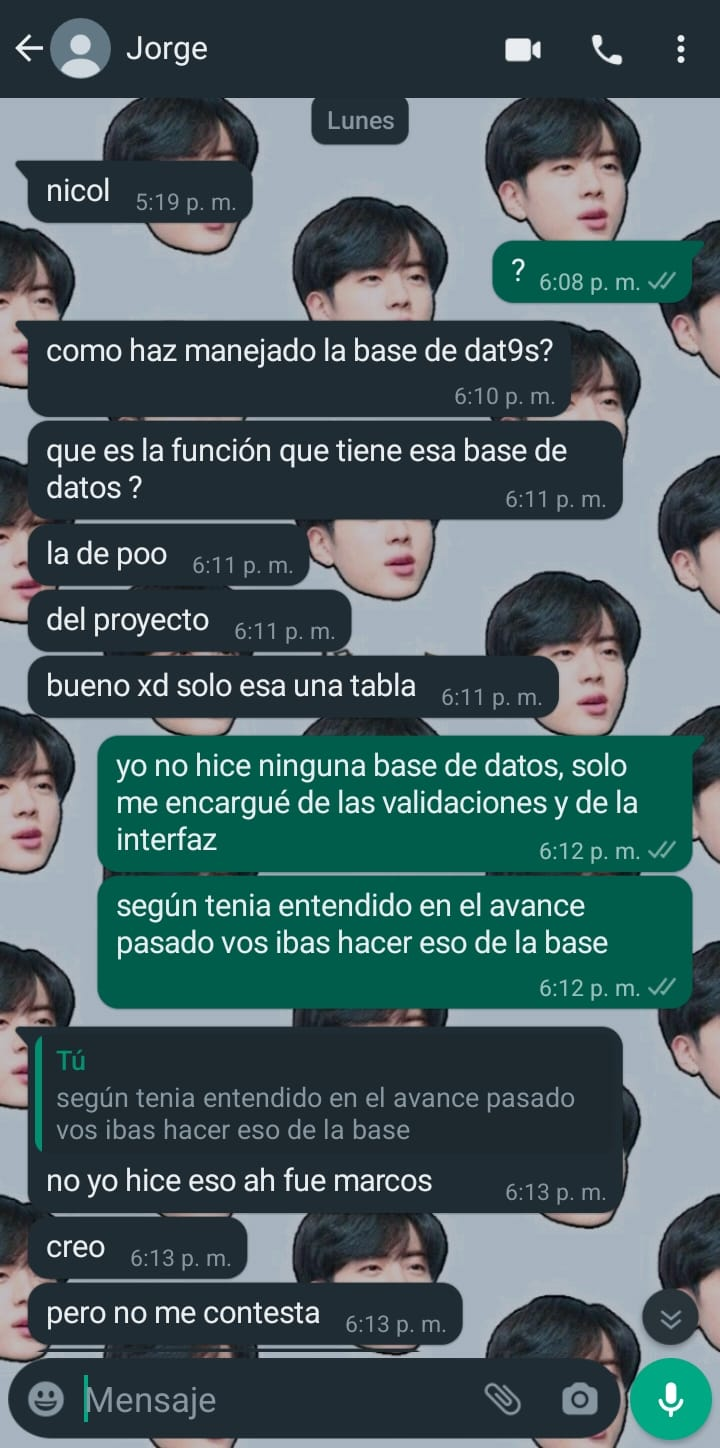 Jorge
Lunes
nicol
5:19 p. m.
?
6:08 p. m.
como haz manejado la base de dat9s?
6:10 p. m.
que es la función que tiene esa base de
datos ?
6:11 p. m.
la de poo
6:11 p. m.
del proyecto
6:11 p. m.
bueno xd solo esa una tabla
6:11 p. m.
yo no hice ninguna base de datos, solo
me encargué de las validaciones y de la
interfaz
6:12 p. m.
según tenia entendido en el avance
pasado vos ibas hacer eso de la base
6:12 p. m.
Tú
según tenia entendido en el avance pasado
vos ibas hacer eso de la base
no yo hice eso ah fue marcos
6:13 p. m.
creo
6:13 p. m.
pero no me contesta
6:13 p. m.
Mensaje